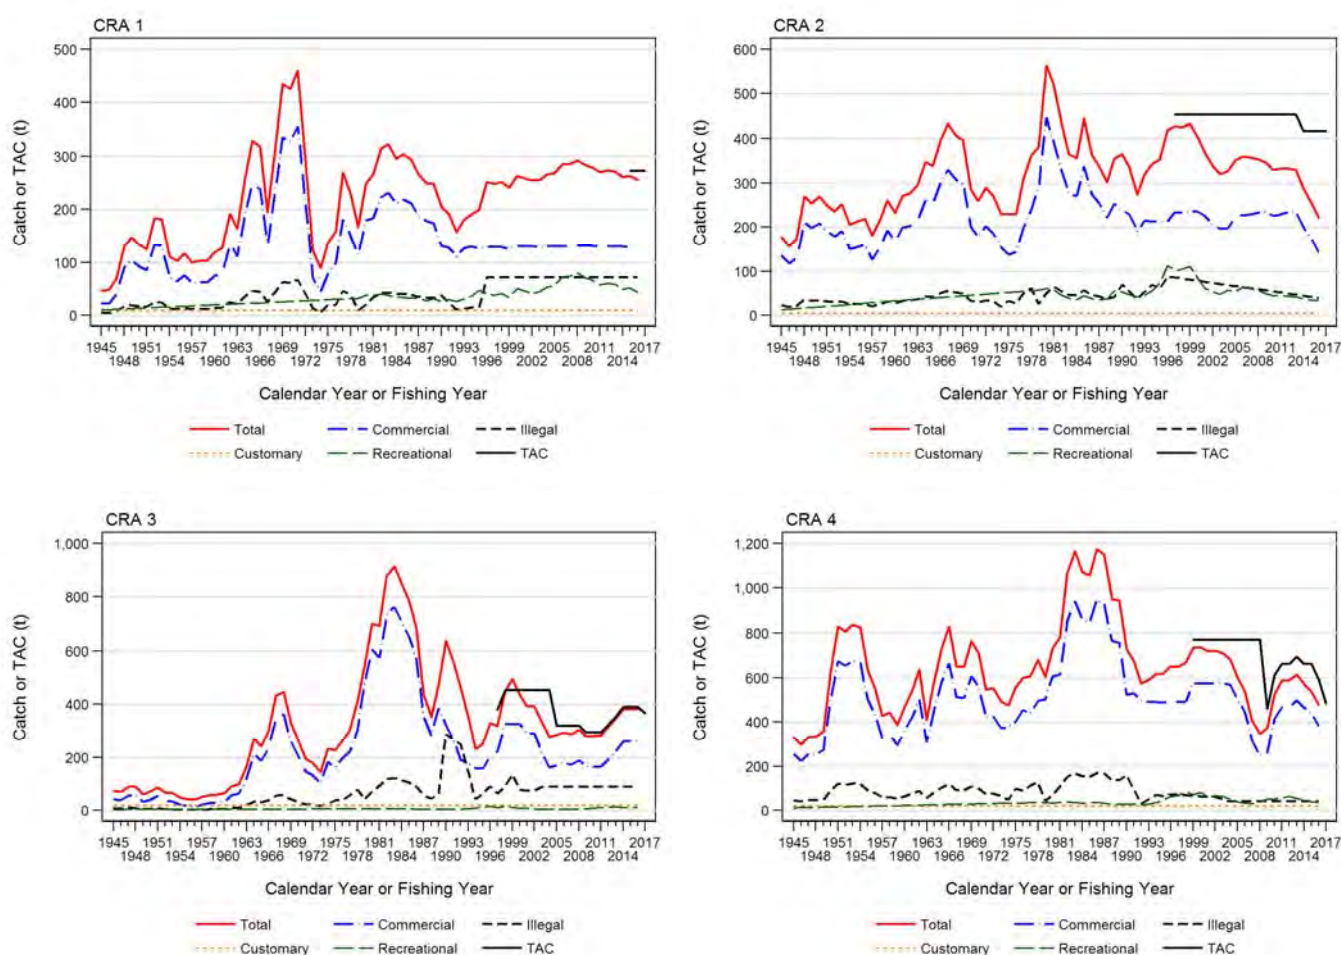 CRA 1
500
400
300
200
100
0
Catch or TAC (t)
1945 1951 1957 1963 1969 1975 1981 1987 1993 1999 2005 2011 2017
1948 1954 1960 1966 1972 1978 1984 1990 1996 2002 2008 2014
Calendar Year or Fishing Year
Total Commercial Illegal
Customary Recreational TAC
CRA 2
600
500
400
300
200
100
0
Catch or TAC (t)
1945 1951 1957 1963 1969 1975 1981 1987 1993 1999 2005 2011 2017
1948 1954 1960 1966 1972 1978 1984 1990 1996 2002 2008 2014
Calendar Year or Fishing Year
Total Commercial Illegal
Customary Recreational TAC
CRA 3
1,000
800
600
400
200
0
Catch or TAC (t)
1945 1951 1957 1963 1969 1975 1981 1987 1993 1999 2005 2011 2017
1948 1954 1960 1966 1972 1978 1984 1990 1996 2002 2008 2014
Calendar Year or Fishing Year
Total Commercial Illegal
Customary Recreational TAC
CRA 4
1,200
1,000
800
600
400
200
0
Catch or TAC (t)
1945 1951 1957 1963 1969 1975 1981 1987 1993 1999 2005 2011 2017
1948 1954 1960 1966 1972 1978 1984 1990 1996 2002 2008 2014
Calendar Year or Fishing Year
Total Commercial Illegal
Customary Recreational TAC